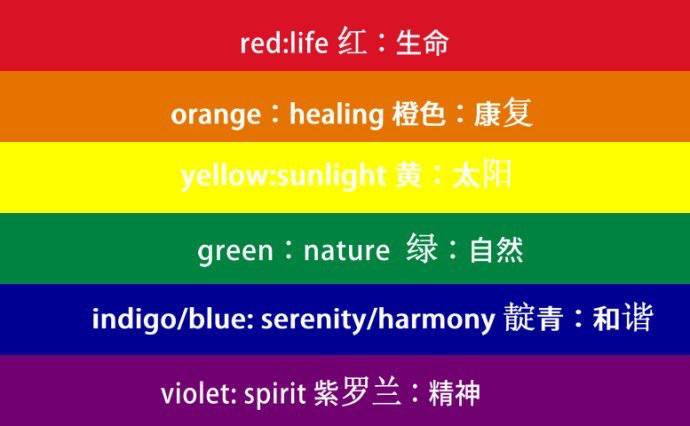 red:life 红：生命
orange：healing 橙色：康复
yellow:sunlight 黄：太阳
green：nature 绿：自然
indigo/blue: serenity/harmony 靛青：和谐
violet: spirit 紫罗兰：精神